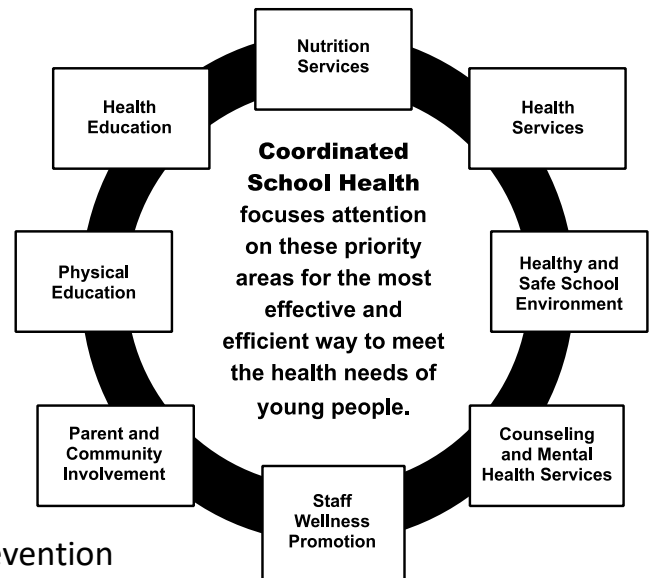 Nutrition
Services
Health
Education
Health
Services
Coordinated
School Health
focuses attention
on these priority
areas for the most
effective and
efficient way to meet
the health needs of
young people.
Physical
Education
Healthy and
Safe School
Environment
Parent and
Community
Involvement
Counseling
and Mental
Health Services
Staff
Wellness
Promotion